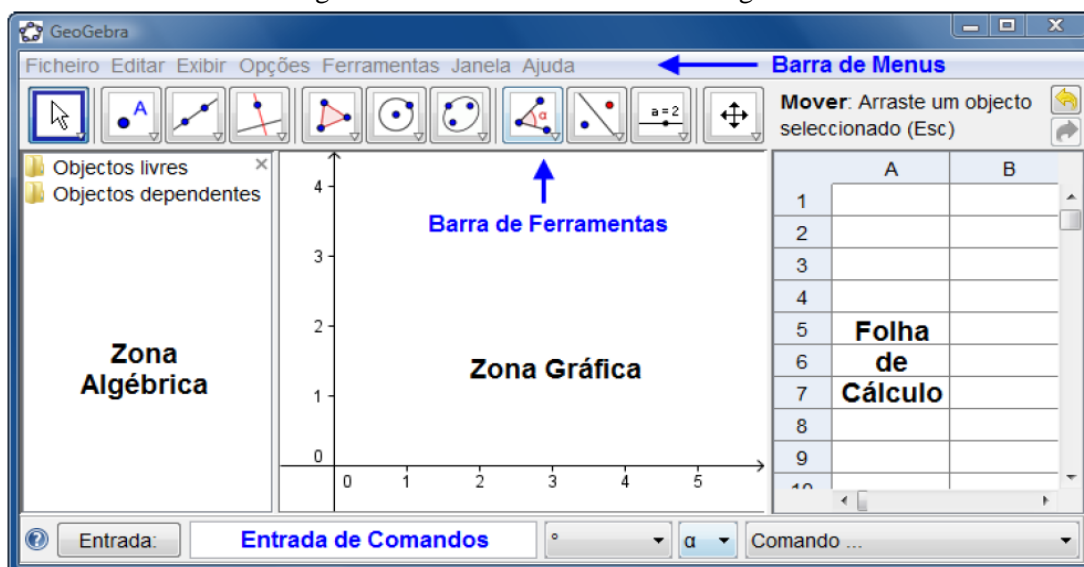 GeoGebra
Ficheiro Editar Exibir Opções Ferramentas Janela Ajuda
Barra de Menus
A
α
a=2
Mover: Arraste um objecto
seleccionado (Esc)
Objectos livres
Objectos dependentes
Zona
Algébrica
4
3
2
1
0
0 1 2 3 4 5
Barra de Ferramentas
Zona Gráfica
A B
1
2
3
4
5
6
7
8
9
Folha
de
Cálculo
Entrada:
Entrada de Comandos
°
α
Comando ...